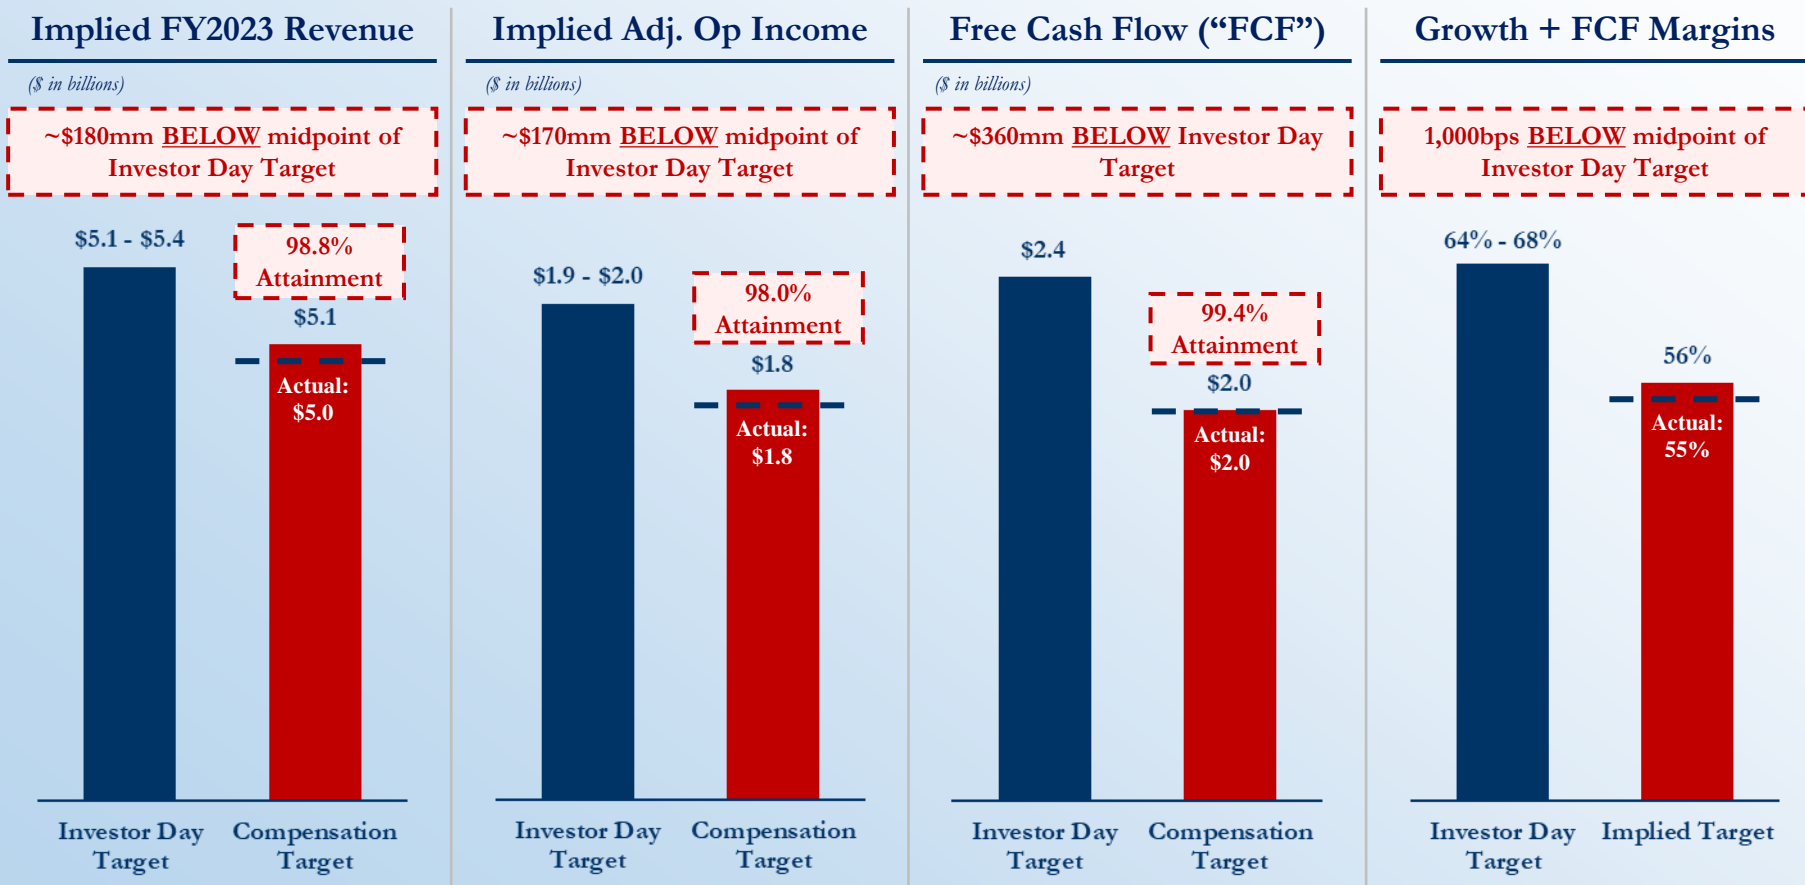 Implied FY2023 Revenue
($ in billions)
~$180mm BELOW midpoint of
Investor Day Target
$5.1 - $5.4
98.8%
Attainment
$5.1
Actual:
$5.0
Investor Day
Target
Compensation
Target
Implied Adj. Op Income
($ in billions)
~$170mm BELOW midpoint of
Investor Day Target
$1.9 - $2.0
98.0%
Attainment
$1.8
Actual:
$1.8
Investor Day
Target
Compensation
Target
Free Cash Flow (“FCF”)
($ in billions)
~$360mm BELOW Investor Day
Target
$2.4
99.4%
Attainment
$2.0
Actual:
$2.0
Investor Day
Target
Compensation
Target
Growth + FCF Margins
1,000bps BELOW midpoint of
Investor Day Target
64% - 68%
56%
Actual:
55%
Investor Day
Target
Implied Target